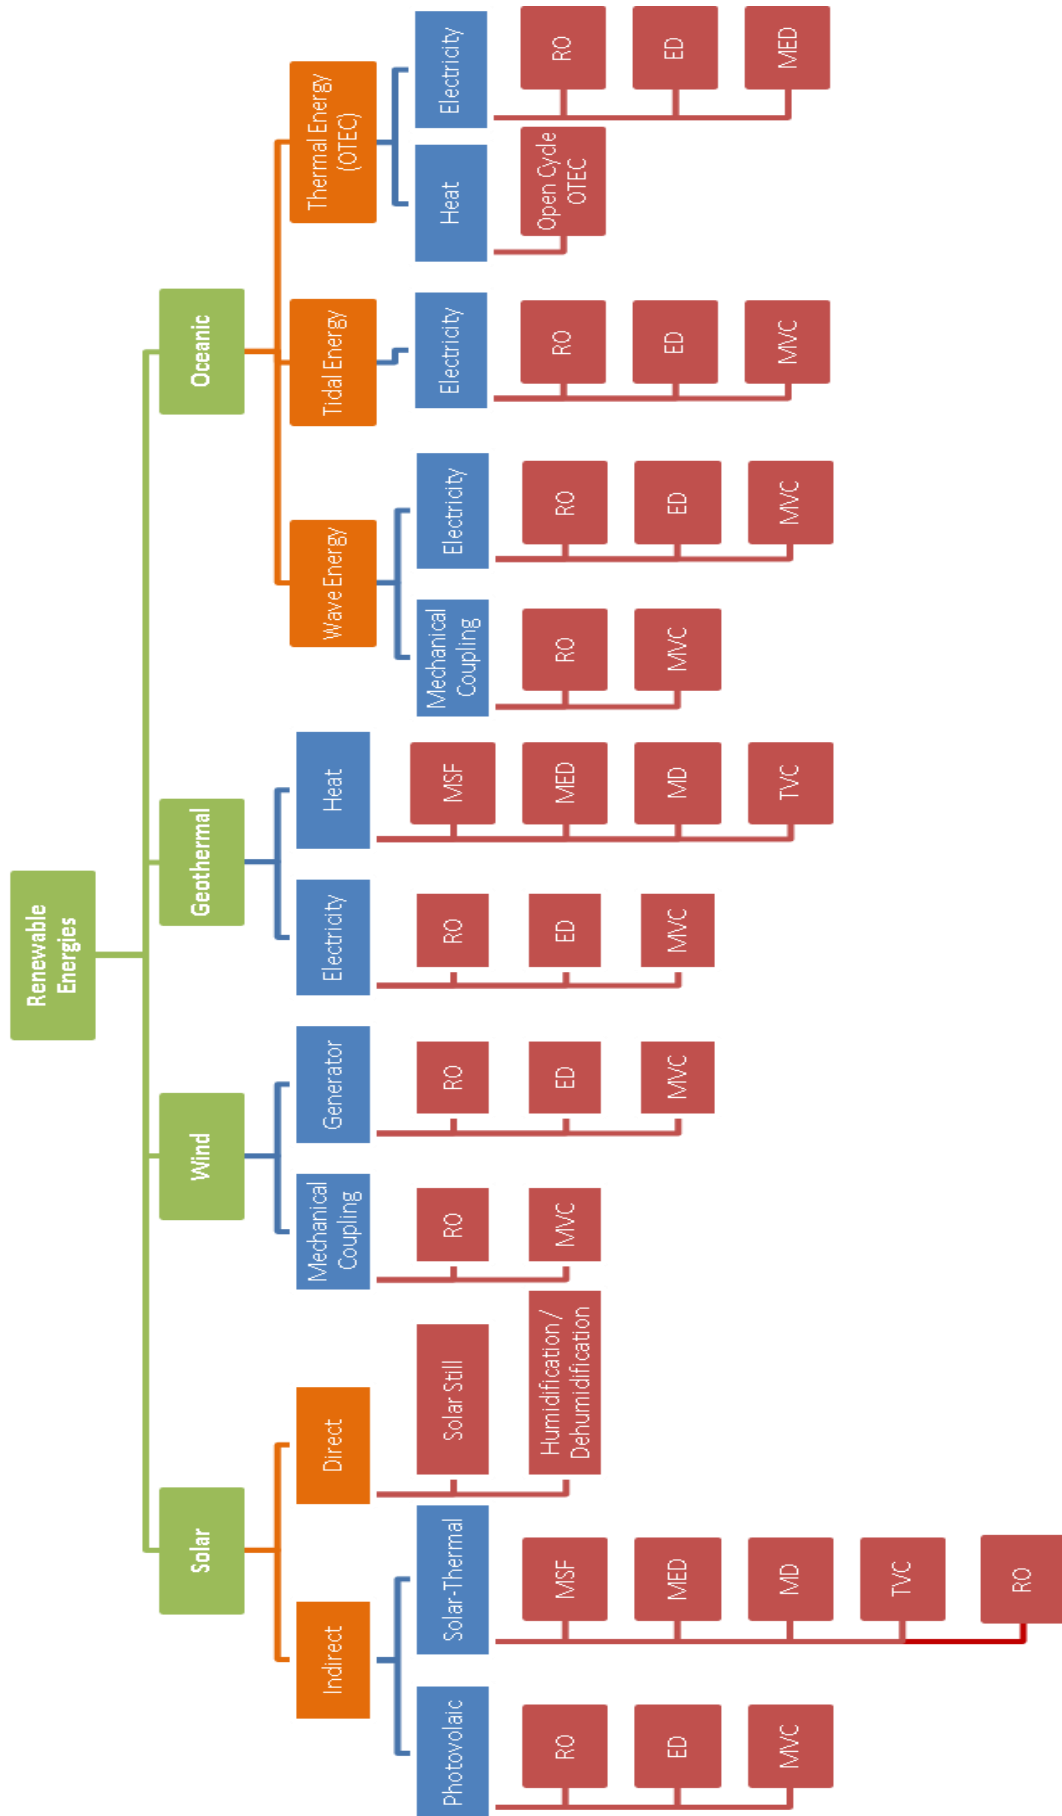 Renewable
Energies
Solar
Wind
Geothermal
Oceanic
Indirect
Direct
Photovolaic
RO
ED
MVC
Solar-Thermal
MSF
MED
MD
TVC
RO
Solar Still
Humidification /
Dehumidification
Mechanical
Coupling
RO
MVC
Generator
RO
ED
MVC
Electricity
RO
ED
MVC
Heat
MSF
MED
MD
TVC
Wave Energy
Mechanical
Coupling
RO
MVC
Electricity
RO
ED
MVC
Tidal Energy
Electricity
RO
ED
MVC
Thermal Energy
(OTEC)
Heat
Open Cycle
OTEC
Electricity
RO
ED
MED